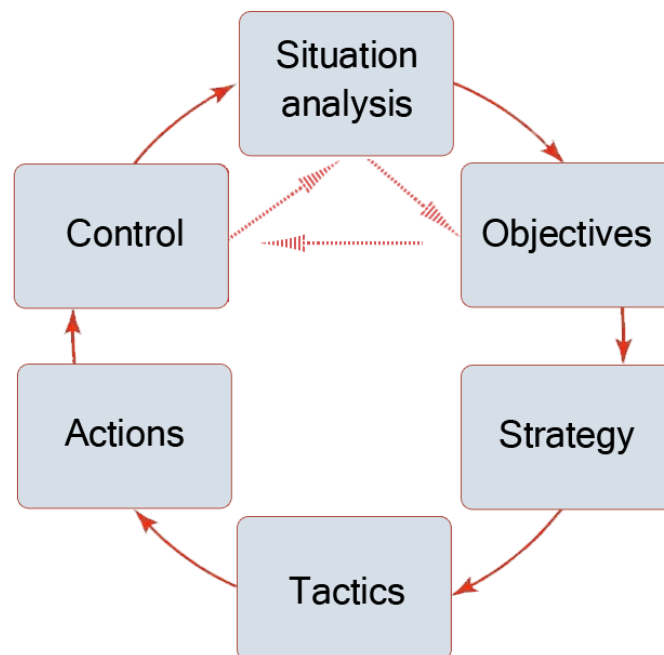 Situation
analysis
Control
Objectives
Actions
Strategy
Tactics